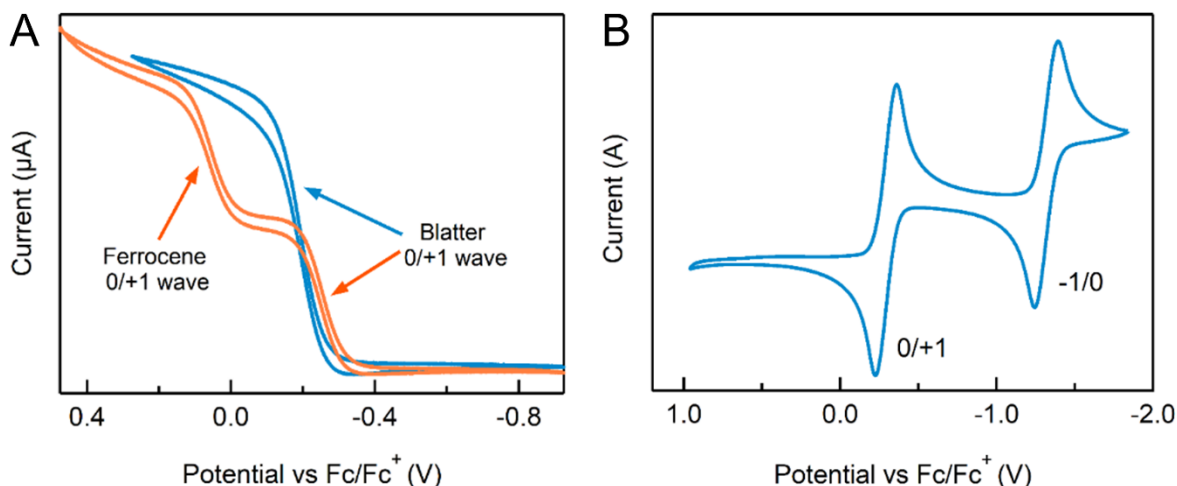 A
Current (µA)
Ferrocene
0/+1 wave
Blatter
0/+1 wave
0.4
0.0
-0.4
-0.8
Potential vs Fc/Fc+ (V)
B
Current (A)
0/+1
-1/0
1.0
0.0
-1.0
-2.0
Potential vs Fc/Fc+ (V)